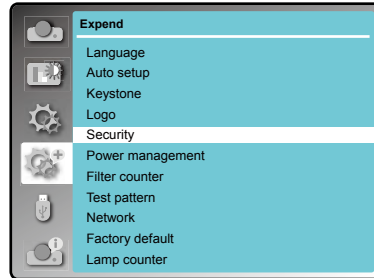 Expend
Language
Auto setup
Keystone
Logo
Security
Power management
Filter counter
Test pattern
Network
Factory default
Lamp counter